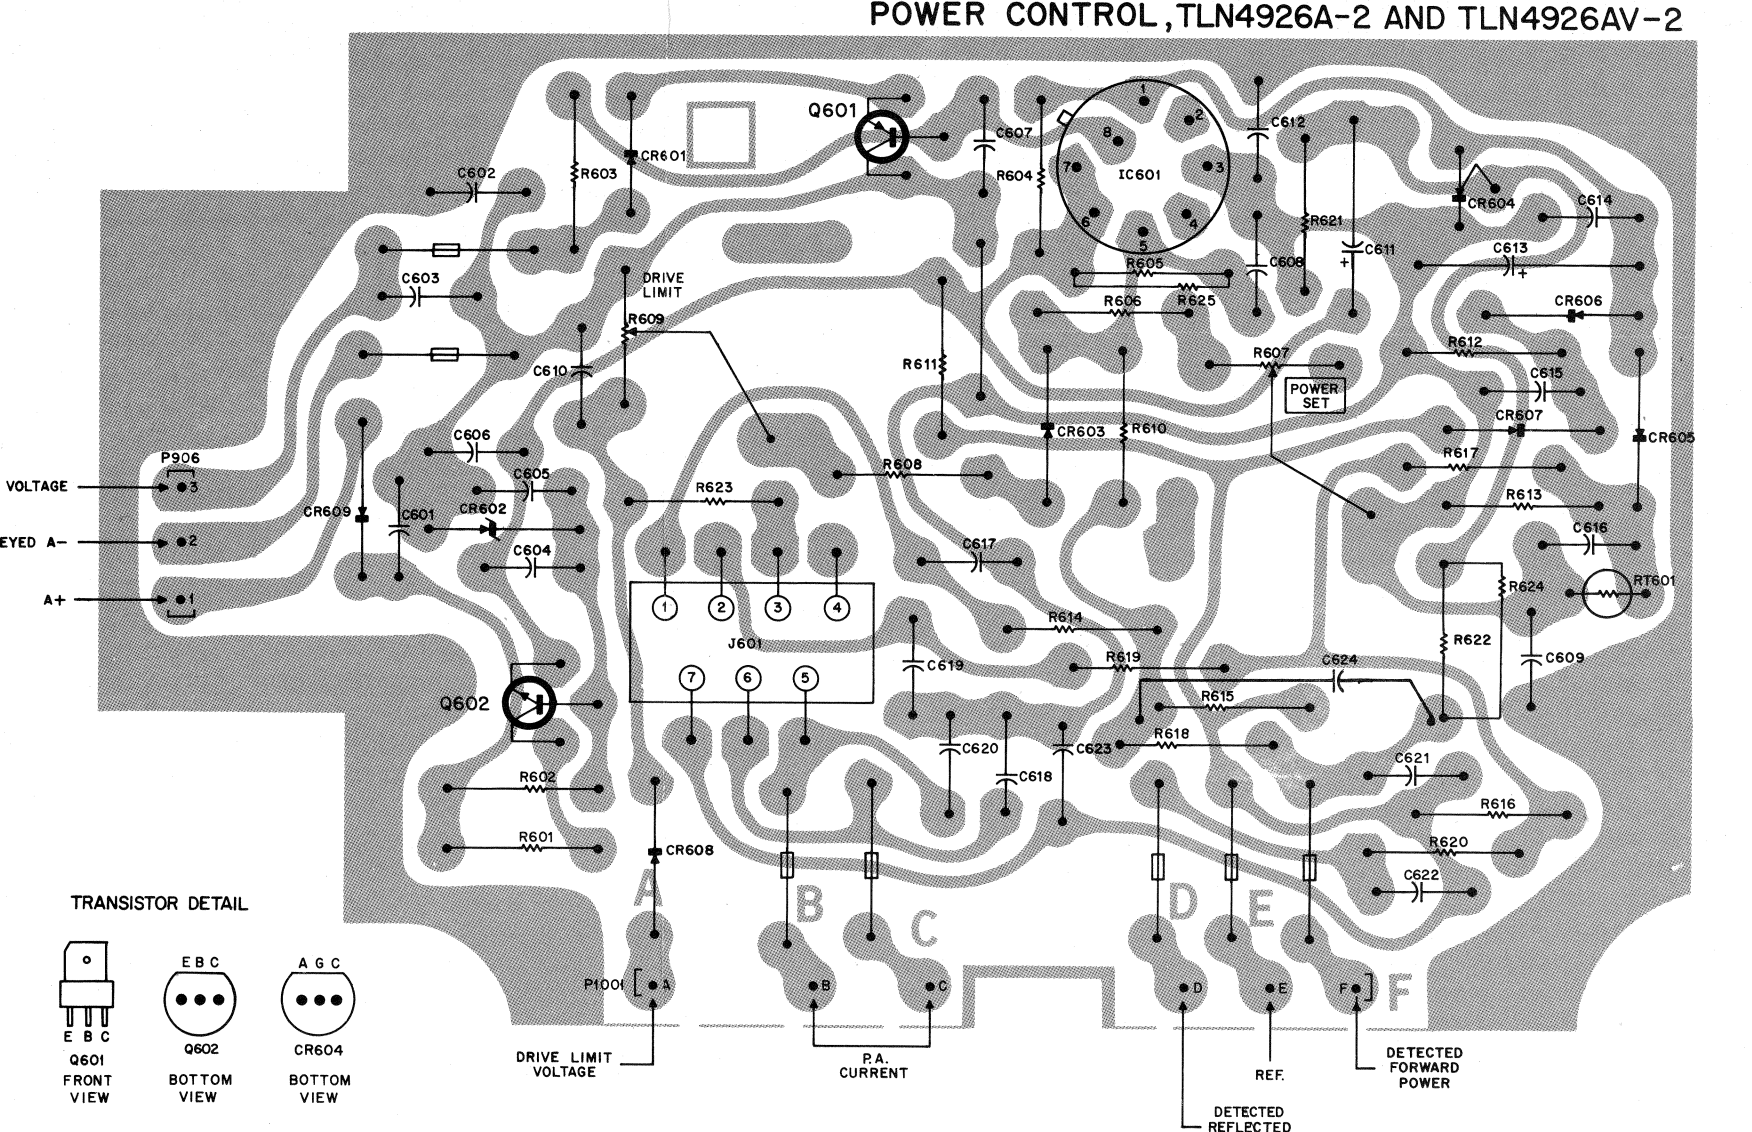 POWER CONTROL, TLN4926A-2 AND TLN4926AV-2
Q601
C607
C612
CR601
R603
C602
R604
IC601
1
2
3
4
5
6
7
8
CR604
C614
R621
C611
+
C613
+
C608
R605
R625
R606
C603
DRIVE
LIMIT
R609
CR606
C610
R611
R607
POWER
SET
R612
C615
CR607
CR603
R610
CR605
C606
R608
R617
P906
VOLTAGE
3
C605
R623
R613
CR602
CR609
C601
EYED A-
2
C604
C617
C616
RT601
R624
A+
1
1
2
3
4
R614
J601
R622
C619
R619
C624
C609
7
6
5
Q602
R615
R618
C620
C623
C618
C621
R602
R616
R601
CR608
R620
C622
A
B
C
D
E
F
TRANSISTOR DETAIL
E B C
A G C
P1001
A
B
C
D
E
F
E B C
Q601
FRONT
VIEW
Q602
BOTTOM
VIEW
CR604
BOTTOM
VIEW
DRIVE LIMIT
VOLTAGE
P.A.
CURRENT
REF.
DETECTED
FORWARD
POWER
DETECTED
REFLECTED